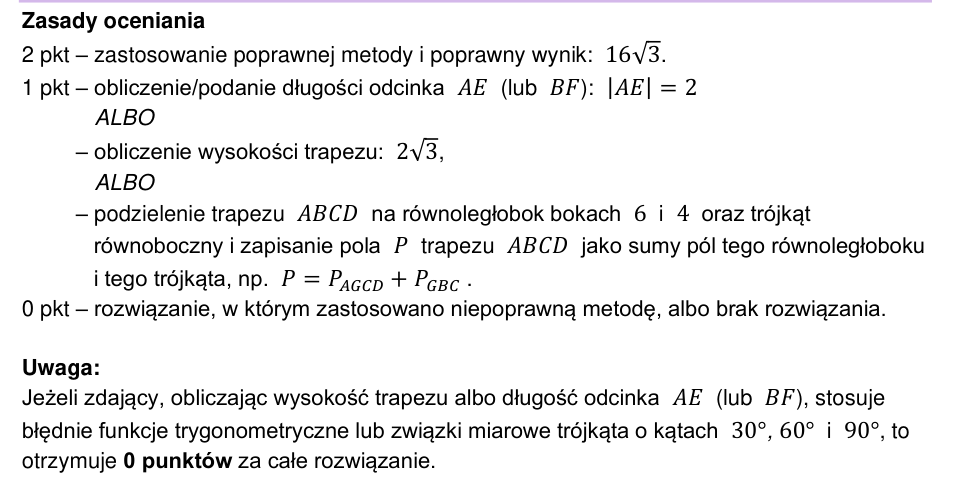 Zasady oceniania
2 pkt – zastosowanie poprawnej metody i poprawny wynik: 16√3.
1 pkt – obliczenie/podanie długości odcinka AE (lub BF): |AE| = 2
ALBO
– obliczenie wysokości trapezu: 2√3,
ALBO
– podzielenie trapezu ABCD na równoległobok bokach 6 i 4 oraz trójkąt
równoboczny i zapisanie pola P trapezu ABCD jako sumy pól tego równoległoboku
i tego trójkąta, np. P = P_AGCD + P_GBC .
0 pkt – rozwiązanie, w którym zastosowano niepoprawną metodę, albo brak rozwiązania.
Uwaga:
Jeżeli zdający, obliczając wysokość trapezu albo długość odcinka AE (lub BF), stosuje
błędnie funkcje trygonometryczne lub związki miarowe trójkąta o kątach 30°, 60° i 90°, to
otrzymuje 0 punktów za całe rozwiązanie.